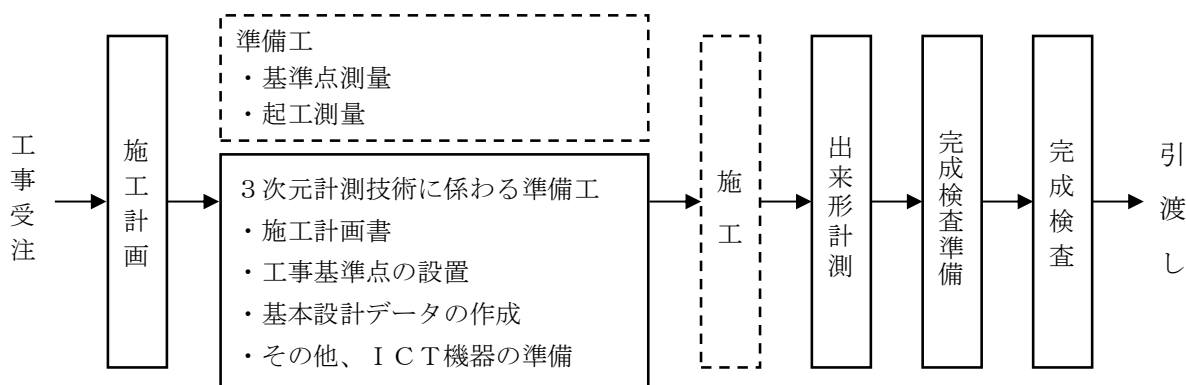 工事受注
施工計画
準備工
・基準点測量
・起工測量
３次元計測技術に係わる準備工
・施工計画書
・工事基準点の設置
・基本設計データの作成
・その他、ＩＣＴ機器の準備
施工
出来形計測
完成検査準備
完成検査
引渡し